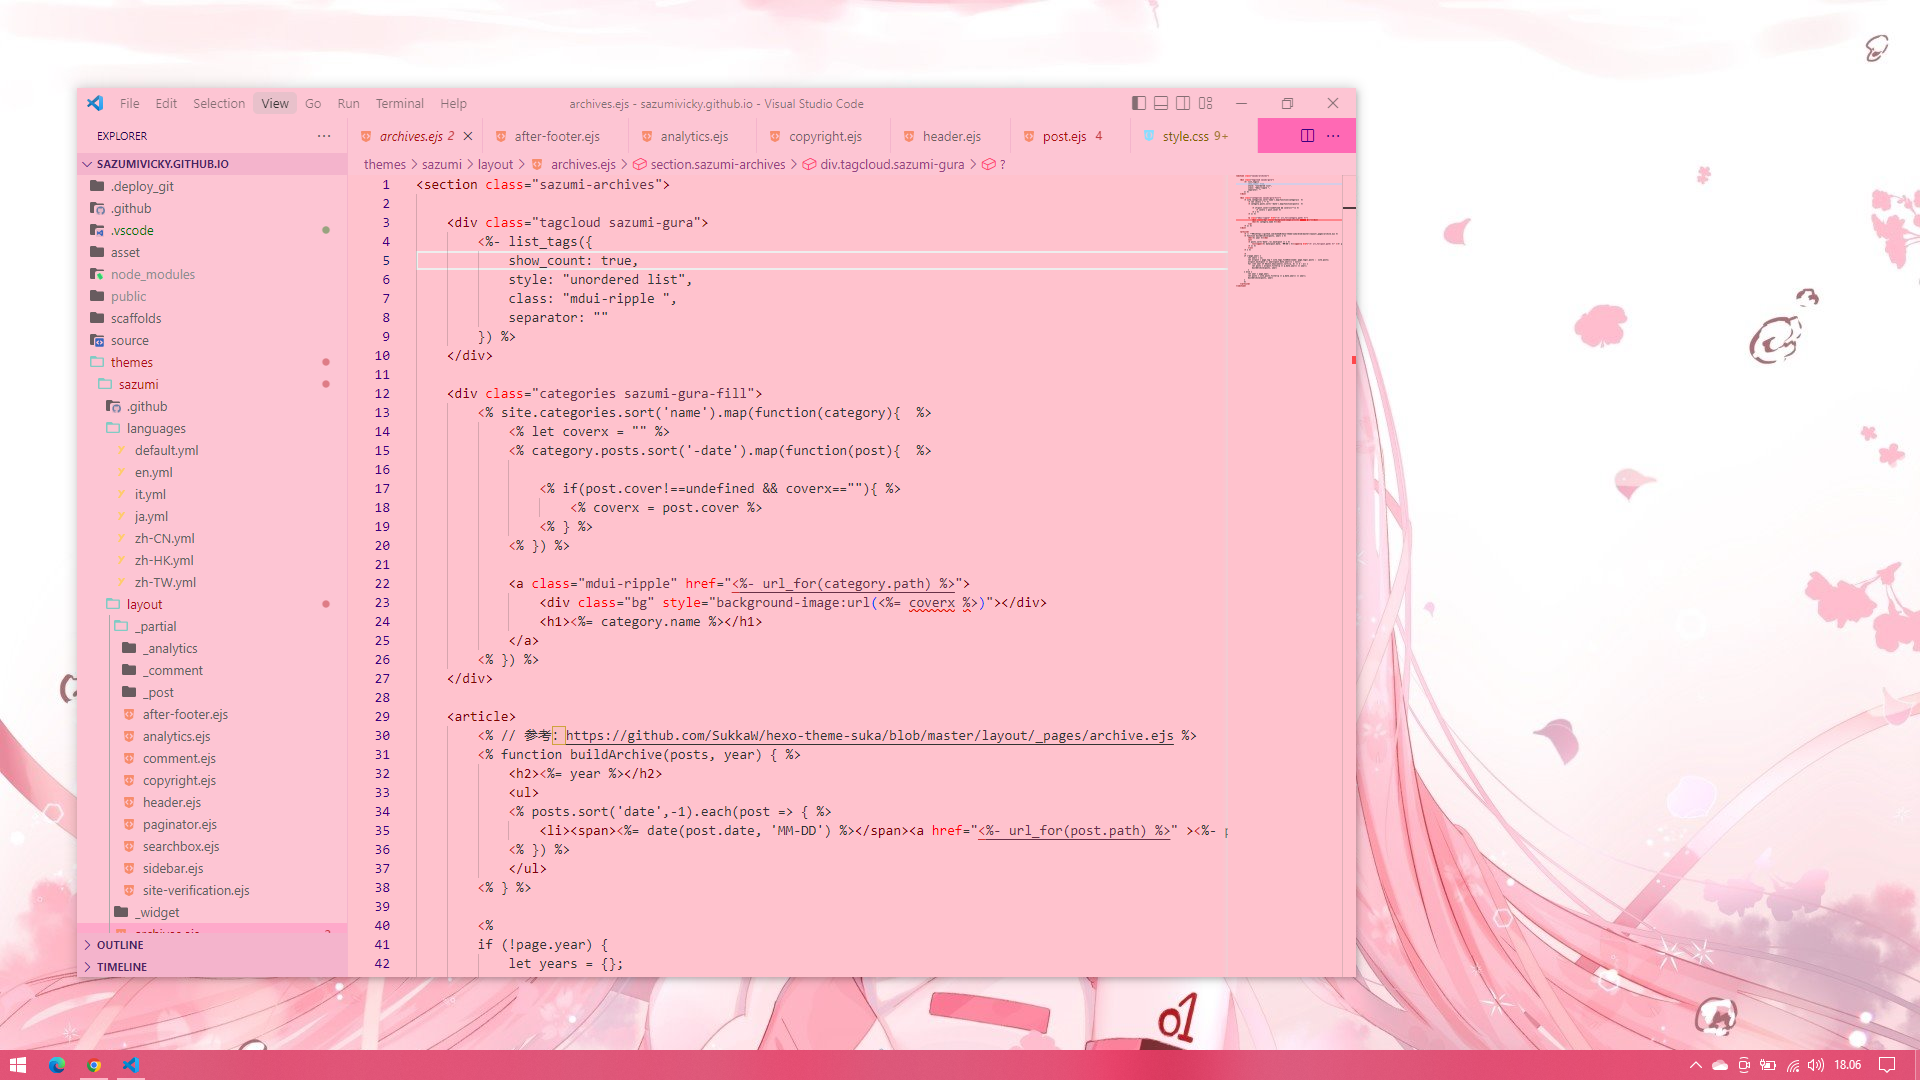 File Edit Selection View Go Run Terminal Help archives.ejs - sazumivicky.github.io - Visual Studio Code
EXPLORER
SAZUMIVICKY.GITHUB.IO
.deploy_git
.github
.vscode
asset
node_modules
public
scaffolds
source
themes
sazumi
.github
languages
default.yml
en.yml
it.yml
ja.yml
zh-CN.yml
zh-HK.yml
zh-TW.yml
layout
_partial
_analytics
_comment
_post
after-footer.ejs
analytics.ejs
comment.ejs
copyright.ejs
header.ejs
paginator.ejs
searchbox.ejs
sidebar.ejs
site-verification.ejs
_widget
OUTLINE
TIMELINE
archives.ejs 2 after-footer.ejs analytics.ejs copyright.ejs header.ejs post.ejs 4 style.css 9+
themes > sazumi > layout > archives.ejs > section.sazumi-archives > div.tagcloud.sazumi-gura > ?
1 <section class="sazumi-archives">
2
3 <div class="tagcloud sazumi-gura">
4 <%- list_tags({
5 show_count: true,
6 style: "unordered list",
7 class: "mdui-ripple ",
8 separator: ""
9 }) %>
10 </div>
11
12 <div class="categories sazumi-gura-fill">
13 <% site.categories.sort('name').map(function(category){  %>
14 <% let coverx = "" %>
15 <% category.posts.sort('-date').map(function(post){  %>
16
17 <% if(post.cover!==undefined && coverx==""){ %>
18 <% coverx = post.cover %>
19 <% } %>
20 <% }) %>
21
22 <a class="mdui-ripple" href="<%- url_for(category.path) %>">
23 <div class="bg" style="background-image:url(<%= coverx %>)"></div>
24 <h1><%= category.name %></h1>
25 </a>
26 <% }) %>
27 </div>
28
29 <article>
30 <% // 参考：https://github.com/SukkaW/hexo-theme-suka/blob/master/layout/_pages/archive.ejs %>
31 <% function buildArchive(posts, year) { %>
32 <h2><%= year %></h2>
33 <ul>
34 <% posts.sort('date',-1).each(post => { %>
35 <li><span><%= date(post.date, 'MM-DD') %></span><a href="<%- url_for(post.path) %>" ><%- p
36 <% }) %>
37 </ul>
38 <% } %>
39
40 <%
41 if (!page.year) {
42 let years = {};
01
18.06